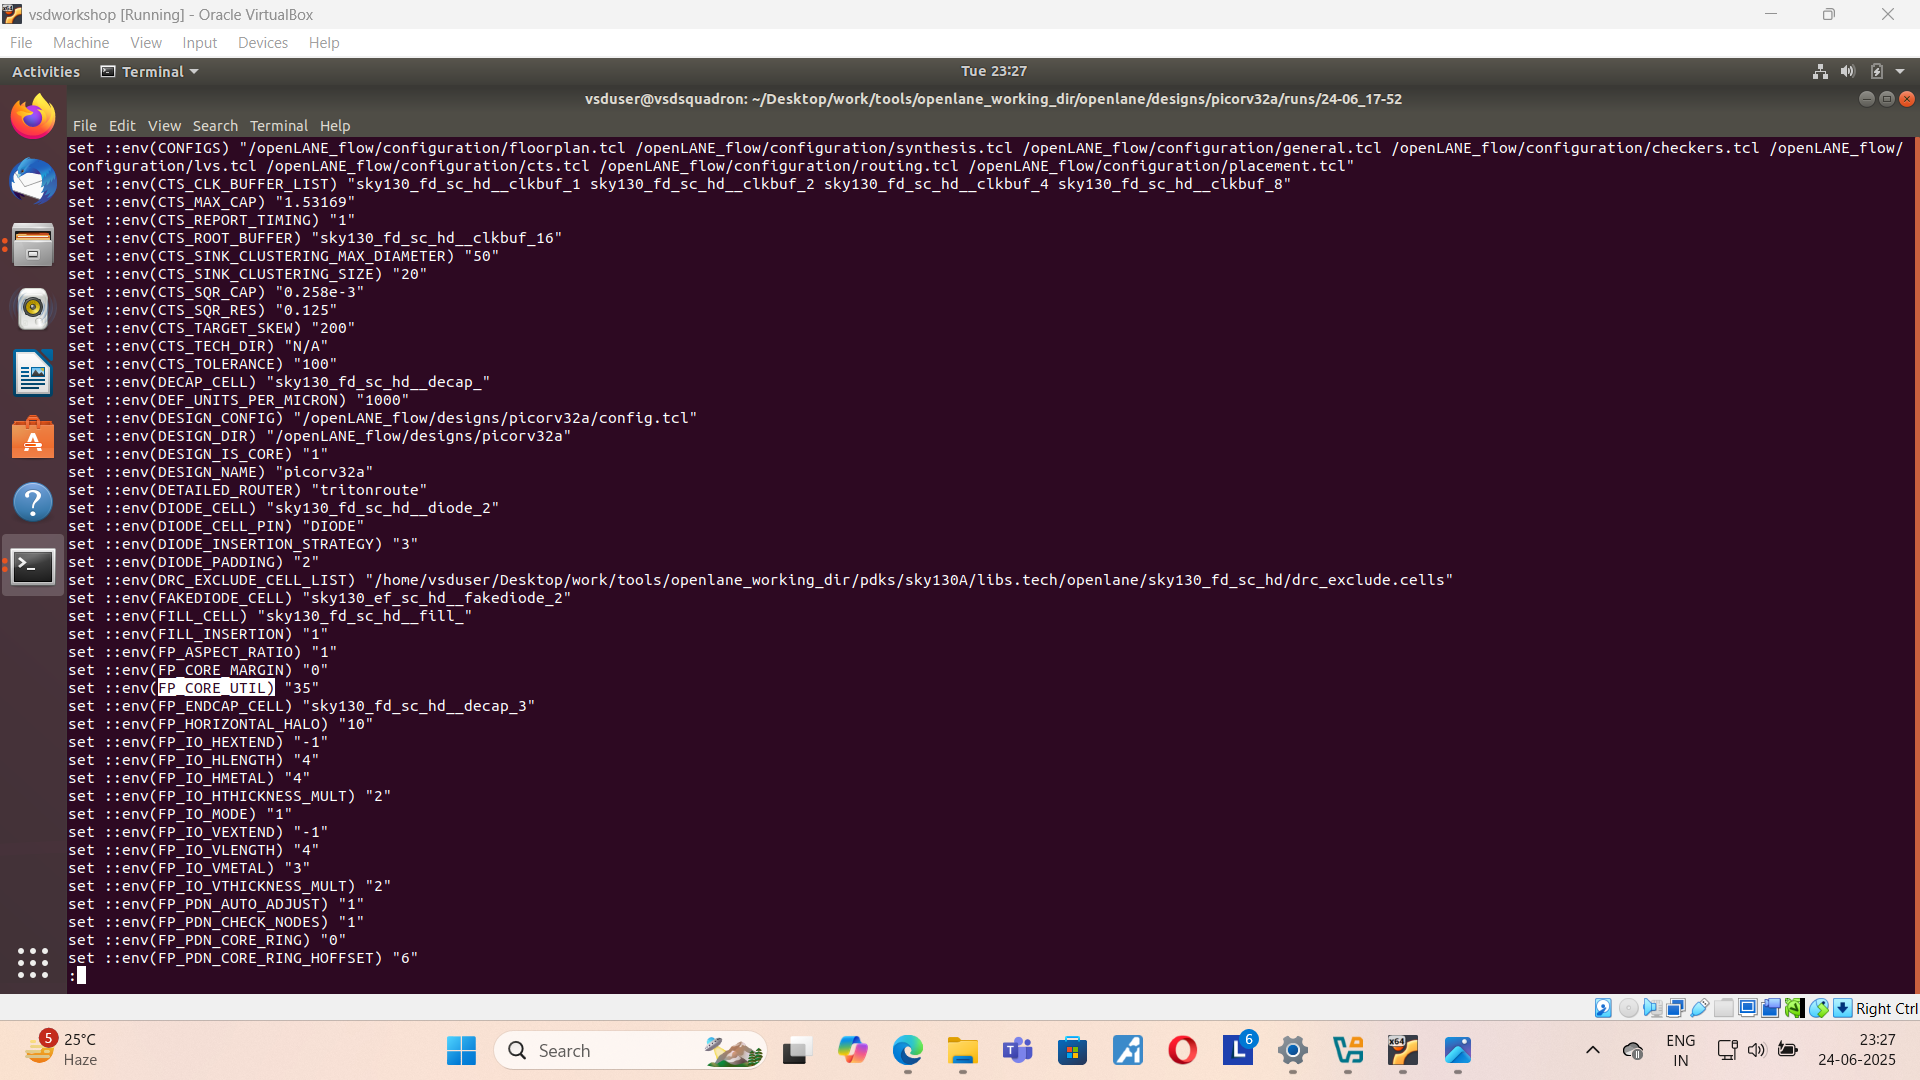 vsdworkshop [Running] - Oracle VirtualBox
File Machine View Input Devices Help
Activities Terminal Tue 23:27
vsduser@vsdsquadron: ~/Desktop/work/tools/openlane_working_dir/openlane/designs/picorv32a/runs/24-06_17-52
File Edit View Search Terminal Help
set ::env(CONFIGS) "/openLANE_flow/configuration/floorplan.tcl /openLANE_flow/configuration/synthesis.tcl /openLANE_flow/configuration/general.tcl /openLANE_flow/configuration/checkers.tcl /openLANE_flow/
configuration/lvs.tcl /openLANE_flow/configuration/cts.tcl /openLANE_flow/configuration/routing.tcl /openLANE_flow/configuration/placement.tcl"
set ::env(CTS_CLK_BUFFER_LIST) "sky130_fd_sc_hd__clkbuf_1 sky130_fd_sc_hd__clkbuf_2 sky130_fd_sc_hd__clkbuf_4 sky130_fd_sc_hd__clkbuf_8"
set ::env(CTS_MAX_CAP) "1.53169"
set ::env(CTS_REPORT_TIMING) "1"
set ::env(CTS_ROOT_BUFFER) "sky130_fd_sc_hd__clkbuf_16"
set ::env(CTS_SINK_CLUSTERING_MAX_DIAMETER) "50"
set ::env(CTS_SINK_CLUSTERING_SIZE) "20"
set ::env(CTS_SQR_CAP) "0.258e-3"
set ::env(CTS_SQR_RES) "0.125"
set ::env(CTS_TARGET_SKEW) "200"
set ::env(CTS_TECH_DIR) "N/A"
set ::env(CTS_TOLERANCE) "100"
set ::env(DECAP_CELL) "sky130_fd_sc_hd__decap_"
set ::env(DEF_UNITS_PER_MICRON) "1000"
set ::env(DESIGN_CONFIG) "/openLANE_flow/designs/picorv32a/config.tcl"
set ::env(DESIGN_DIR) "/openLANE_flow/designs/picorv32a"
set ::env(DESIGN_IS_CORE) "1"
set ::env(DESIGN_NAME) "picorv32a"
set ::env(DETAILED_ROUTER) "tritonroute"
set ::env(DIODE_CELL) "sky130_fd_sc_hd__diode_2"
set ::env(DIODE_CELL_PIN) "DIODE"
set ::env(DIODE_INSERTION_STRATEGY) "3"
set ::env(DIODE_PADDING) "2"
set ::env(DRC_EXCLUDE_CELL_LIST) "/home/vsduser/Desktop/work/tools/openlane_working_dir/pdks/sky130A/libs.tech/openlane/sky130_fd_sc_hd/drc_exclude.cells"
set ::env(FAKEDIODE_CELL) "sky130_ef_sc_hd__fakediode_2"
set ::env(FILL_CELL) "sky130_fd_sc_hd__fill_"
set ::env(FILL_INSERTION) "1"
set ::env(FP_ASPECT_RATIO) "1"
set ::env(FP_CORE_MARGIN) "0"
set ::env(FP_CORE_UTIL) "35"
set ::env(FP_ENDCAP_CELL) "sky130_fd_sc_hd__decap_3"
set ::env(FP_HORIZONTAL_HALO) "10"
set ::env(FP_IO_HEXTEND) "-1"
set ::env(FP_IO_HLENGTH) "4"
set ::env(FP_IO_HMETAL) "4"
set ::env(FP_IO_HTHICKNESS_MULT) "2"
set ::env(FP_IO_MODE) "1"
set ::env(FP_IO_VEXTEND) "-1"
set ::env(FP_IO_VLENGTH) "4"
set ::env(FP_IO_VMETAL) "3"
set ::env(FP_IO_VTHICKNESS_MULT) "2"
set ::env(FP_PDN_AUTO_ADJUST) "1"
set ::env(FP_PDN_CHECK_NODES) "1"
set ::env(FP_PDN_CORE_RING) "0"
set ::env(FP_PDN_CORE_RING_HOFFSET) "6"
:
Right Ctrl
5 25°C
Haze
Search
6
ENG
IN
23:27
24-06-2025